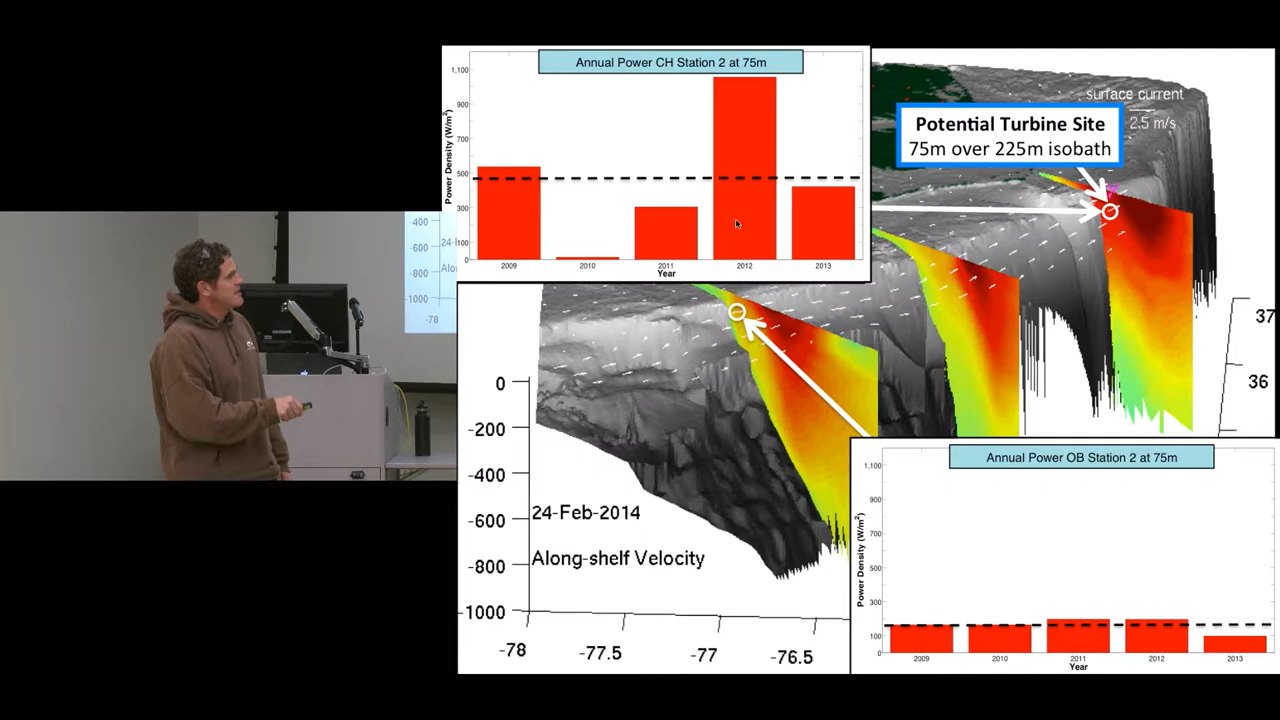 Annual Power CH Station 2 at 75m
Power Density (W/m²)
1,100
900
700
500
300
100
0
2009 2010 2011 2012 2013
Year
surface current
2.5 m/s
Potential Turbine Site
75m over 225m isobath
37
36
0
-200
-400
-600
-800
-1000
24-Feb-2014
Along-shelf Velocity
-78 -77.5 -77 -76.5
Annual Power OB Station 2 at 75m
Power Density (W/m²)
1,100
900
700
500
300
100
0
2009 2010 2011 2012 2013
Year
-400
-600
-800
-1000
-78
24-
Along